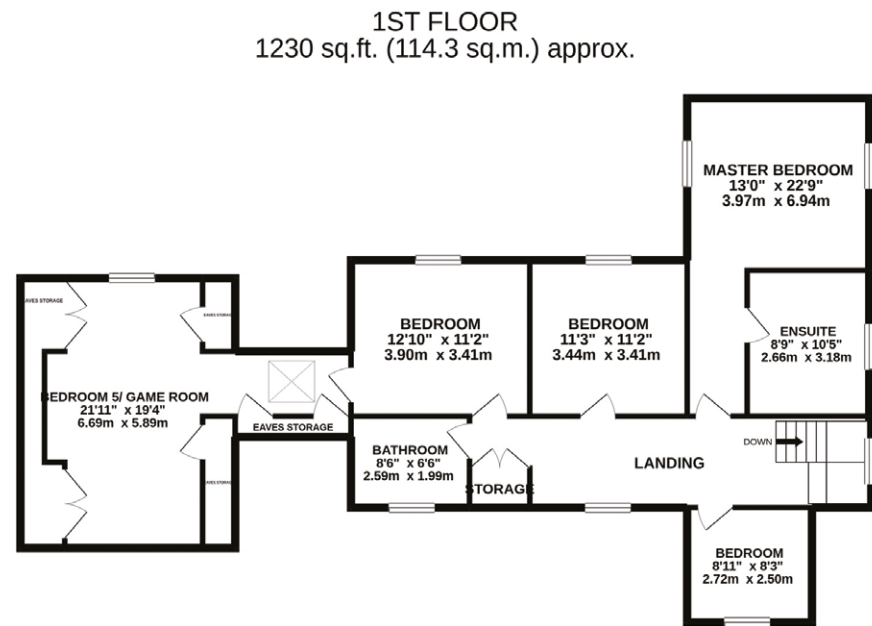 1ST FLOOR
1230 sq.ft. (114.3 sq.m.) approx.
MASTER BEDROOM
13'0" x 22'9"
3.97m x 6.94m
EAVES STORAGE
EAVES STORAGE
BEDROOM
12'10" x 11'2"
3.90m x 3.41m
BEDROOM
11'3" x 11'2"
3.44m x 3.41m
ENSUITE
8'9" x 10'5"
2.66m x 3.18m
BEDROOM 5/ GAME ROOM
21'11" x 19'4"
6.69m x 5.89m
EAVES STORAGE
BATHROOM
8'6" x 6'6"
2.59m x 1.99m
STORAGE
LANDING
DOWN
EAVES STORAGE
BEDROOM
8'11" x 8'3"
2.72m x 2.50m